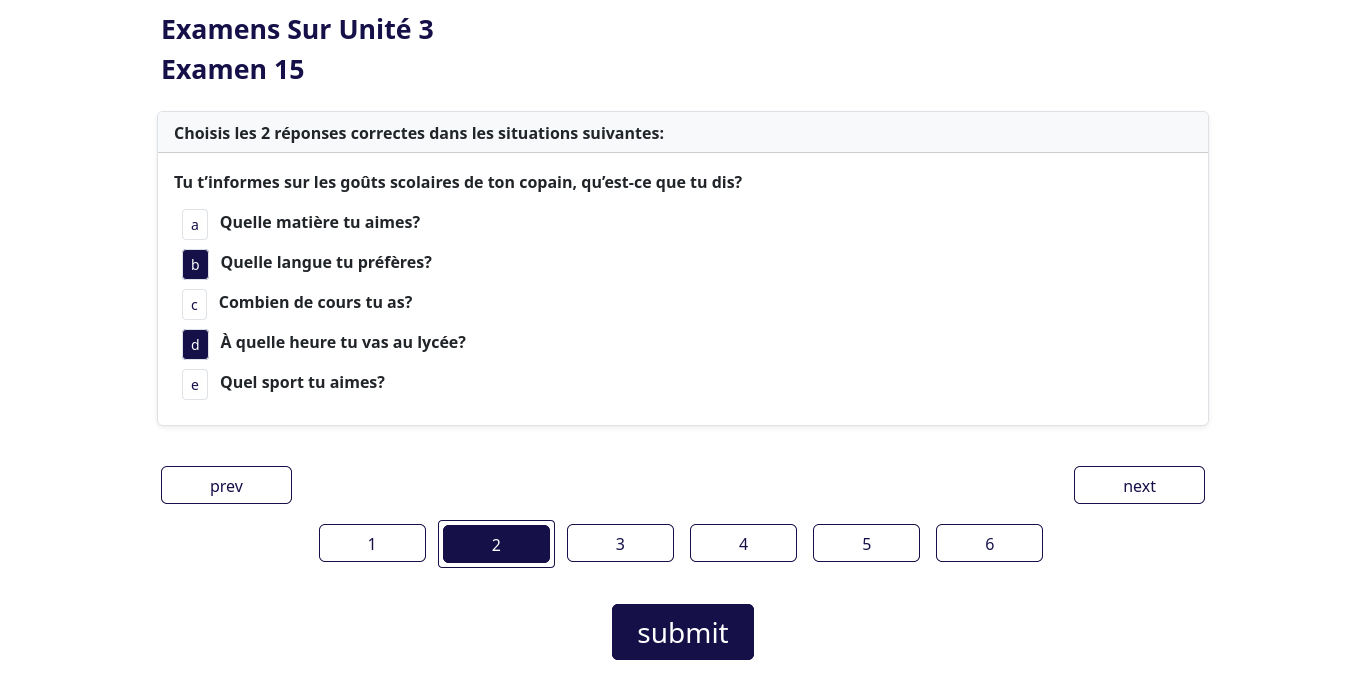 Examens Sur Unité 3
Examen 15
Choisis les 2 réponses correctes dans les situations suivantes:
Tu t’informes sur les goûts scolaires de ton copain, qu’est-ce que tu dis?
a Quelle matière tu aimes?
b Quelle langue tu préfères?
c Combien de cours tu as?
d À quelle heure tu vas au lycée?
e Quel sport tu aimes?
prev next
1 2 3 4 5 6
submit